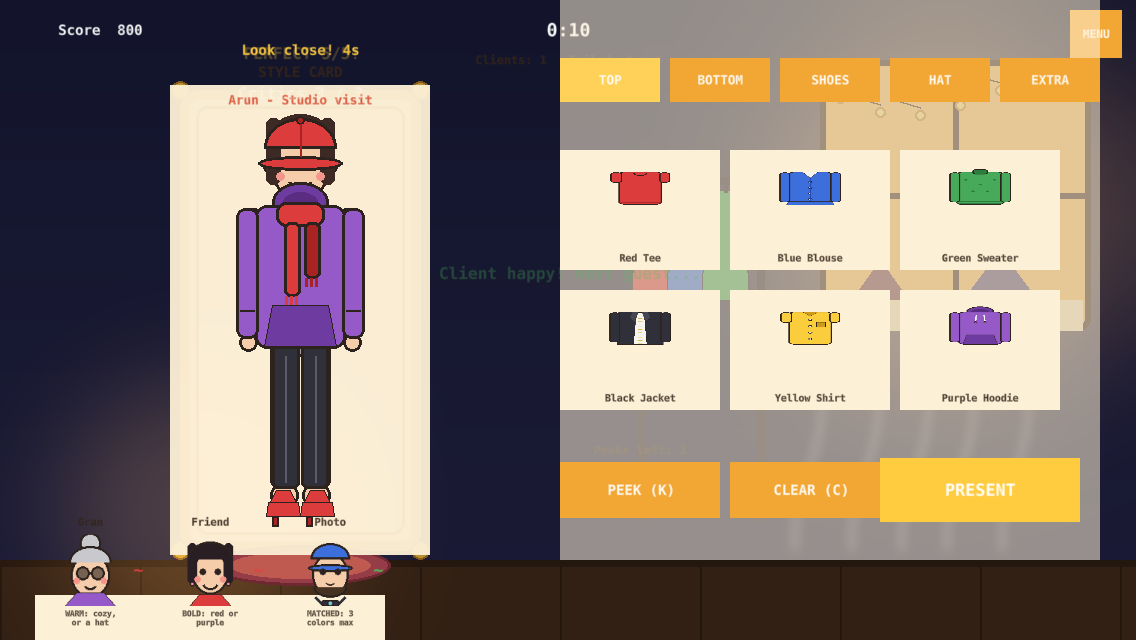 Score 800
0:10
MENU
Look close! 4s
STYLE CARD
Clients: 1
Arun - Studio visit
TOP
BOTTOM
SHOES
HAT
EXTRA
Red Tee
Blue Blouse
Green Sweater
Client happy!
Black Jacket
Yellow Shirt
Purple Hoodie
PEEK (K)
CLEAR (C)
PRESENT
Gran
Friend
Photo
WARM: cozy,
or a hat
BOLD: red or
purple
MATCHED: 3
colors max